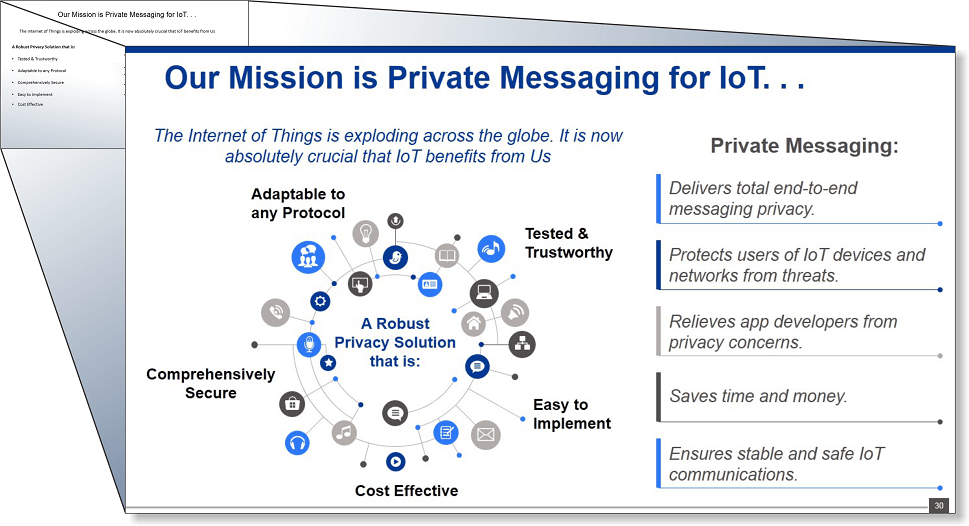 Our Mission is Private Messaging for IoT. . .
The Internet of Things is exploding across the globe. It is now absolutely crucial that IoT benefits from Us
A Robust Privacy Solution that is:
• Tested & Trustworthy
• Adaptable to any Protocol
• Comprehensively Secure
• Easy to Implement
• Cost Effective
Our Mission is Private Messaging for IoT. . .
The Internet of Things is exploding across the globe. It is now
absolutely crucial that IoT benefits from Us
Adaptable to
any Protocol
Tested &
Trustworthy
A Robust
Privacy Solution
that is:
Comprehensively
Secure
Easy to
Implement
Cost Effective
Private Messaging:
Delivers total end-to-end
messaging privacy.
Protects users of IoT devices and
networks from threats.
Relieves app developers from
privacy concerns.
Saves time and money.
Ensures stable and safe IoT
communications.
30